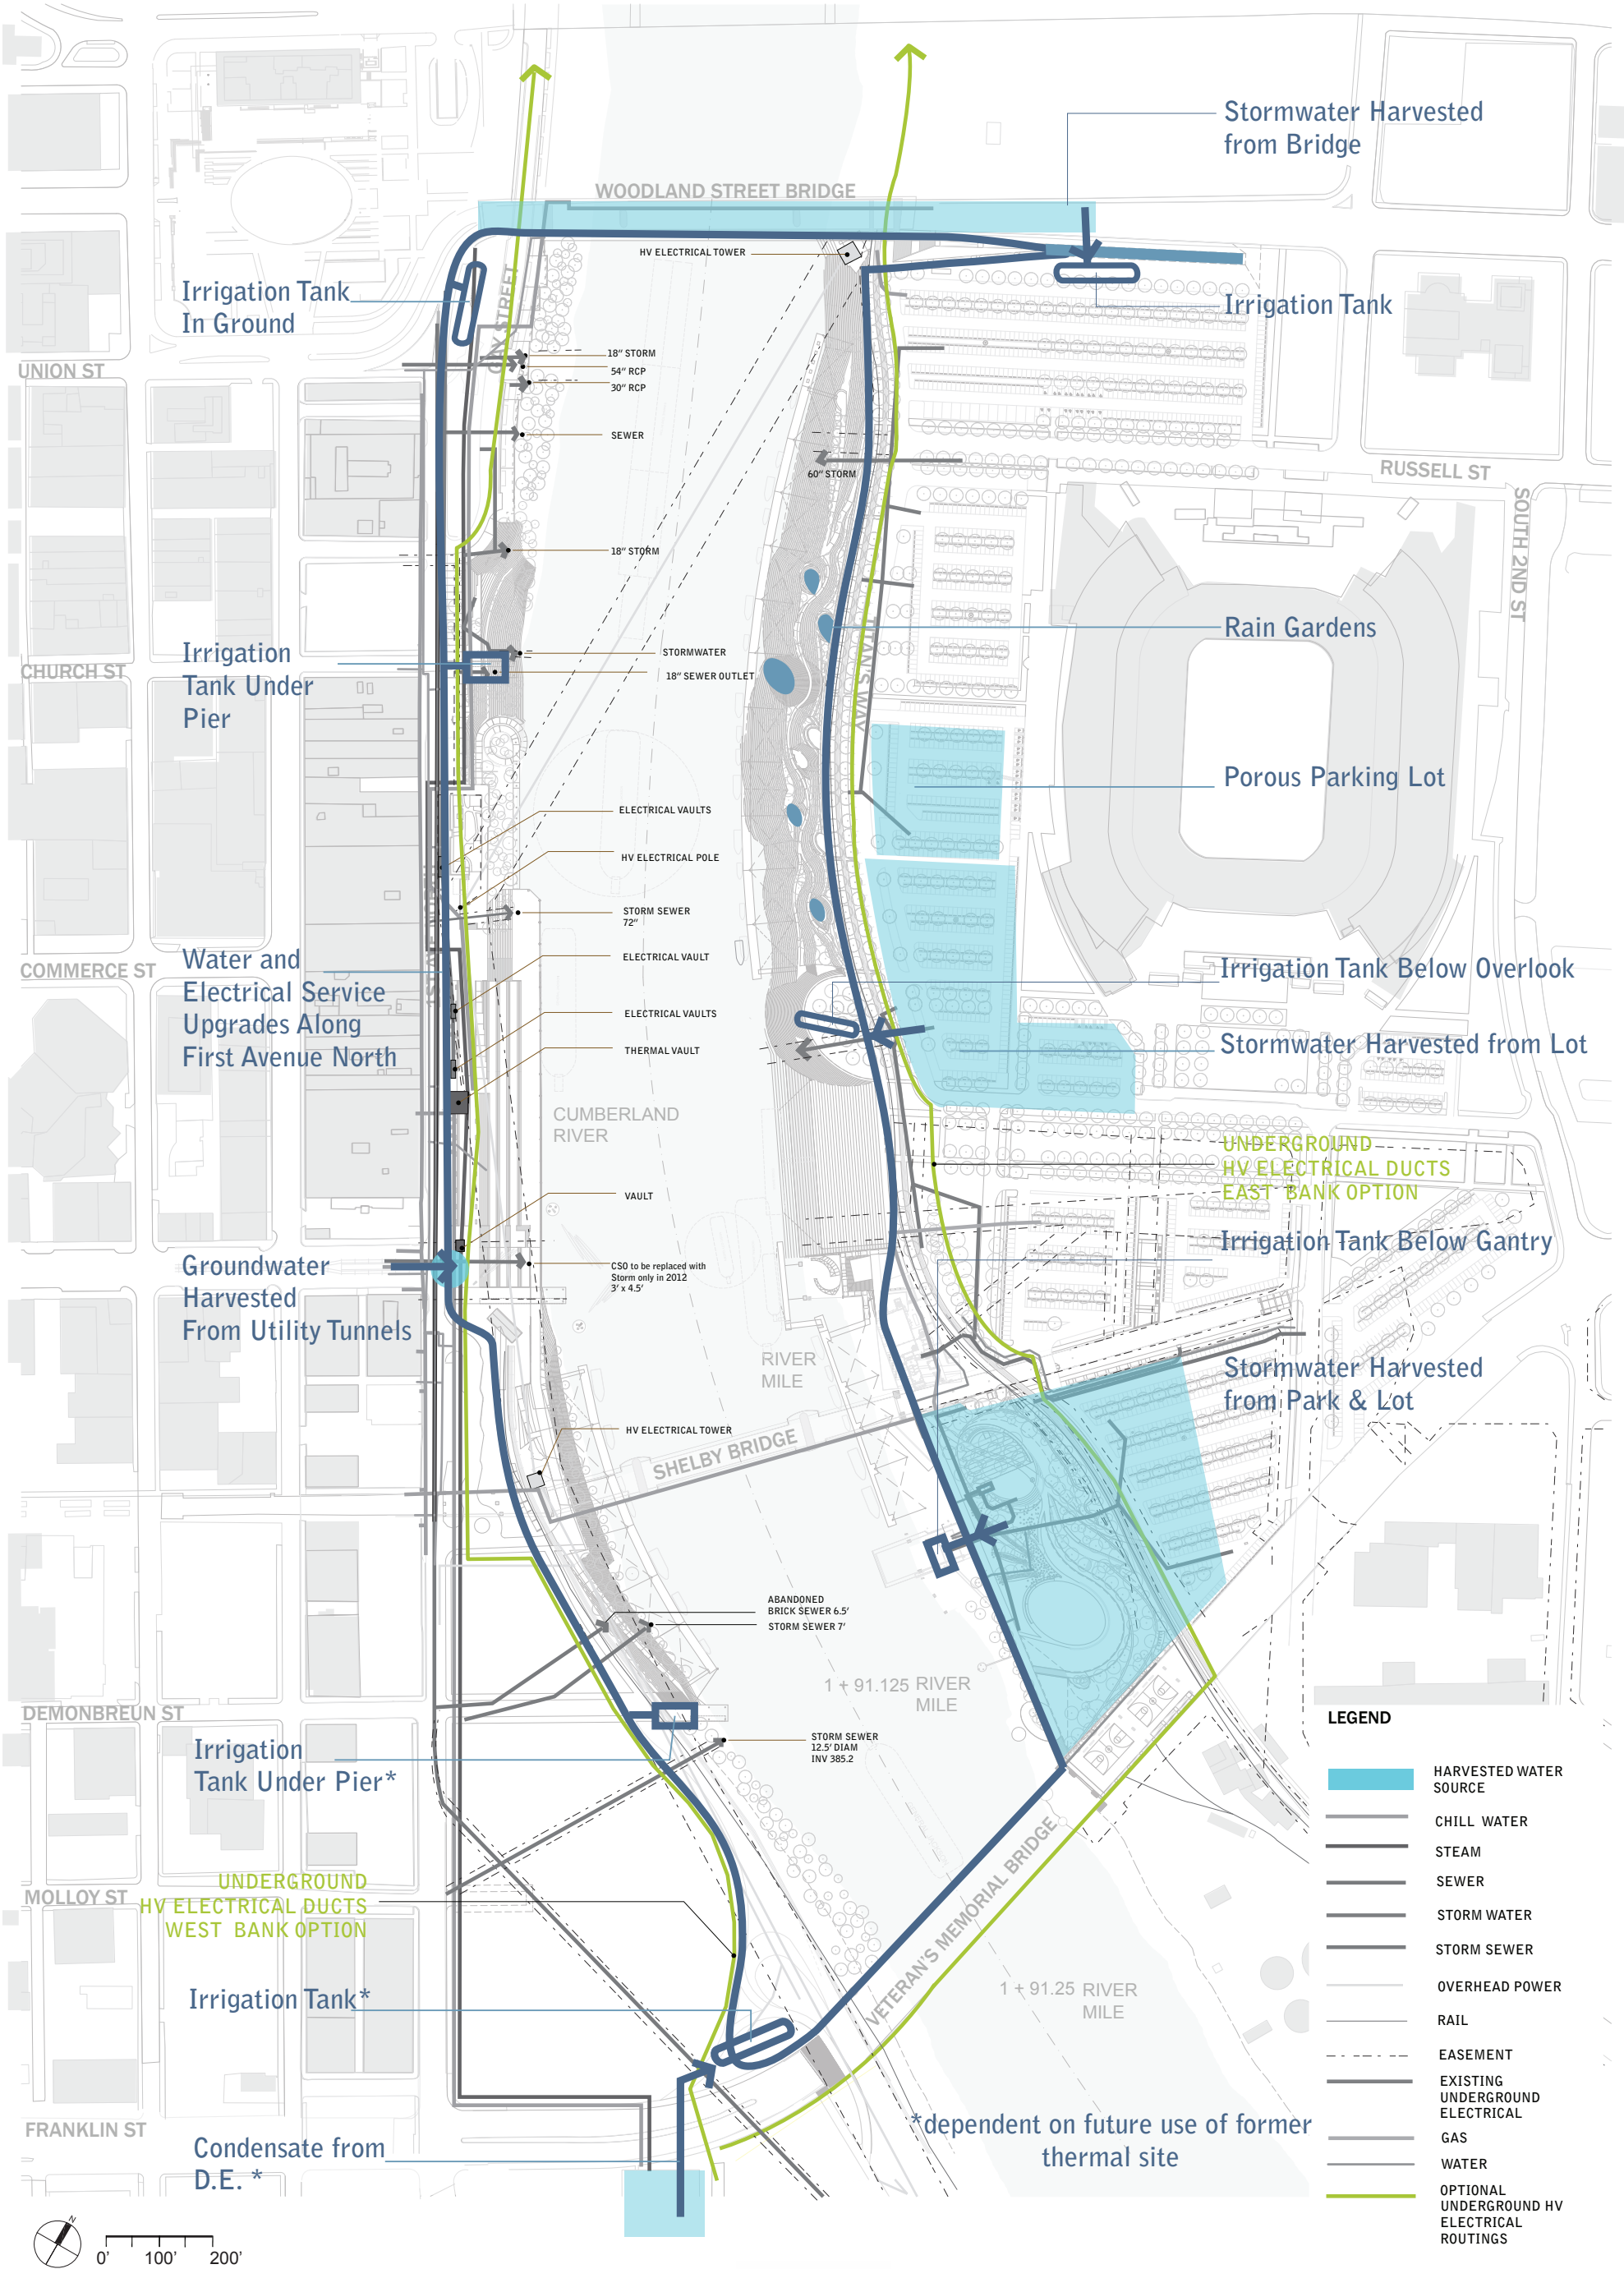 Stormwater Harvested
from Bridge
WOODLAND STREET BRIDGE
HV ELECTRICAL TOWER
Irrigation Tank
In Ground
Irrigation Tank
18" STORM
54" RCP
30" RCP
UNION ST
SEWER
60" STORM
RUSSELL ST
SOUTH 2ND ST
18" STORM
Rain Gardens
Irrigation
Tank Under
Pier
CHURCH ST
STORMWATER
18" SEWER OUTLET
Porous Parking Lot
ELECTRICAL VAULTS
HV ELECTRICAL POLE
STORM SEWER
72"
Water and
Electrical Service
Upgrades Along
First Avenue North
COMMERCE ST
ELECTRICAL VAULT
Irrigation Tank Below Overlook
ELECTRICAL VAULTS
Stormwater Harvested from Lot
THERMAL VAULT
CUMBERLAND
RIVER
UNDERGROUND
HV ELECTRICAL DUCTS
EAST BANK OPTION
VAULT
Irrigation Tank Below Gantry
Groundwater
Harvested
From Utility Tunnels
CSO to be replaced with
Storm only in 2012
3' x 4.5'
RIVER
MILE
Stormwater Harvested
from Park & Lot
HV ELECTRICAL TOWER
SHELBY BRIDGE
ABANDONED
BRICK SEWER 6.5'
STORM SEWER 7'
1 + 91.125 RIVER
MILE
DEMONBREUN ST
Irrigation
Tank Under Pier*
STORM SEWER
12.5' DIAM
INV 385.2
UNDERGROUND
HV ELECTRICAL DUCTS
WEST BANK OPTION
MOLLOY ST
VETERAN'S MEMORIAL BRIDGE
Irrigation Tank*
1 + 91.25 RIVER
MILE
FRANKLIN ST
Condensate from
D.E. *
*dependent on future use of former
thermal site
LEGEND
HARVESTED WATER
SOURCE
CHILL WATER
STEAM
SEWER
STORM WATER
STORM SEWER
OVERHEAD POWER
RAIL
EASEMENT
EXISTING
UNDERGROUND
ELECTRICAL
GAS
WATER
OPTIONAL
UNDERGROUND HV
ELECTRICAL
ROUTINGS
N
0' 100' 200'